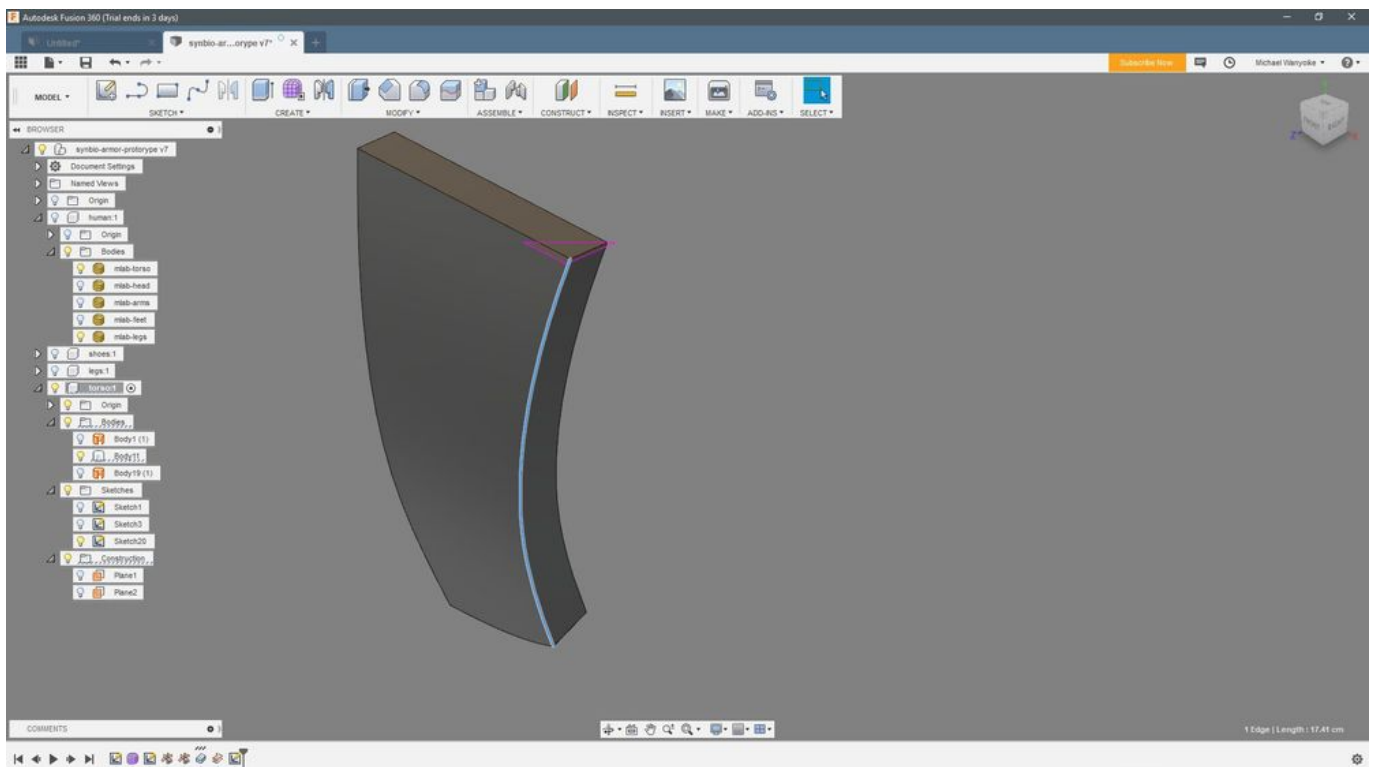 Autodesk Fusion 360 (Trial ends in 3 days)
Untitled*
synbio-ar...orype v7*
Subscribe Now
Michael Wanyoike
MODEL
SKETCH
CREATE
MODIFY
ASSEMBLE
CONSTRUCT
INSPECT
INSERT
MAKE
ADD-INS
SELECT
BROWSER
synbio-armor-protorype v7
Document Settings
Named Views
Origin
human:1
Origin
Bodies
mlab-torso
mlab-head
mlab-arms
mlab-feet
mlab-legs
shoes:1
legs:1
torso:1
Origin
Bodies
Body1 (1)
Body11
Body19 (1)
Sketches
Sketch1
Sketch3
Sketch20
Construction
Plane1
Plane2
COMMENTS
1 Edge | Length : 17.41 cm